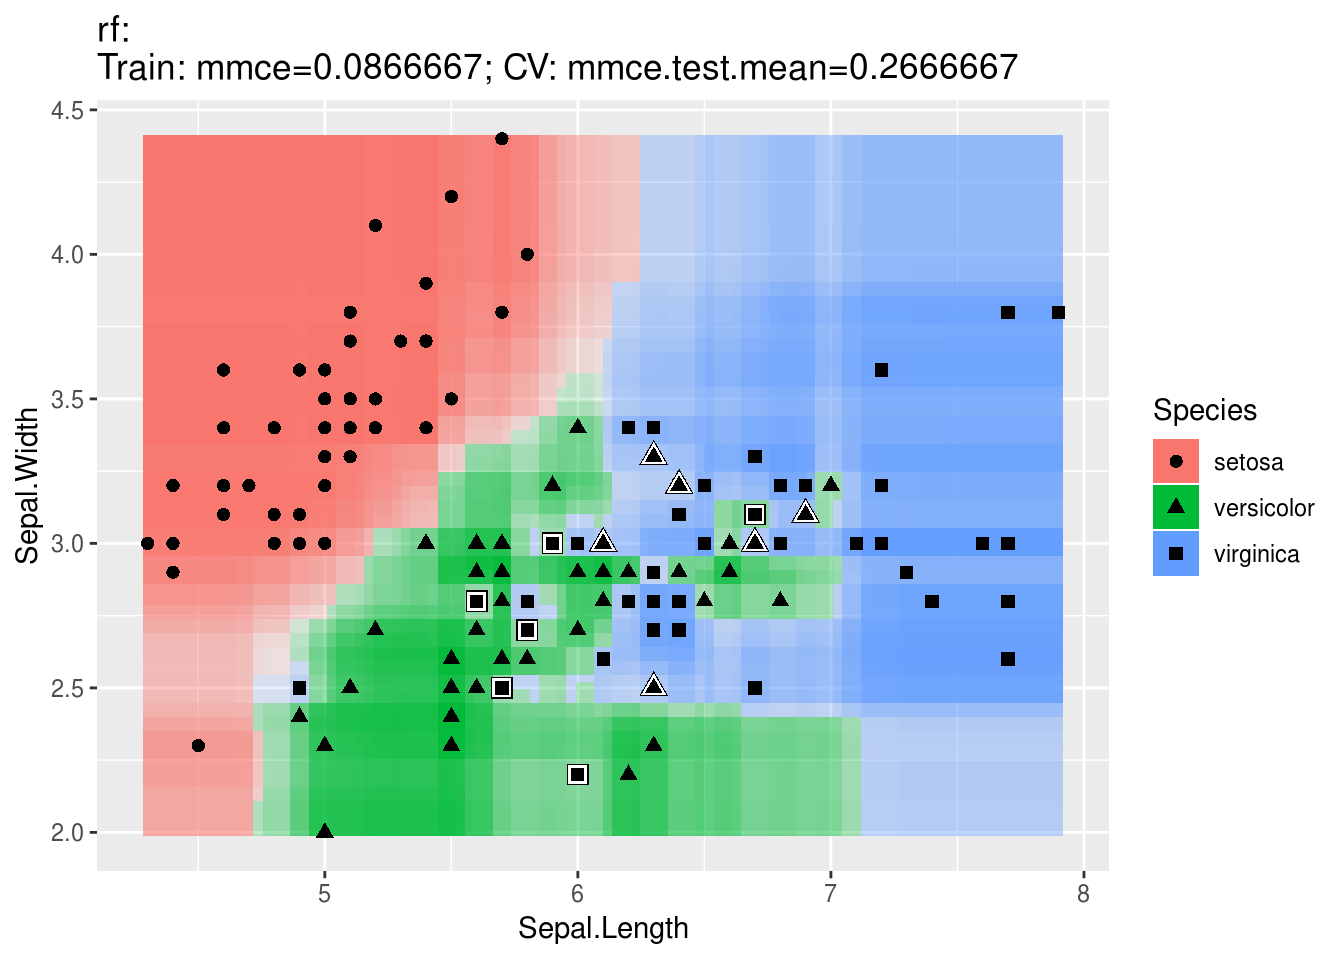 rf:
Train: mmce=0.0866667; CV: mmce.test.mean=0.2666667
4.5
4.0
3.5
3.0
2.5
2.0
Sepal.Width
5
6
7
8
Sepal.Length
Species
setosa
versicolor
virginica